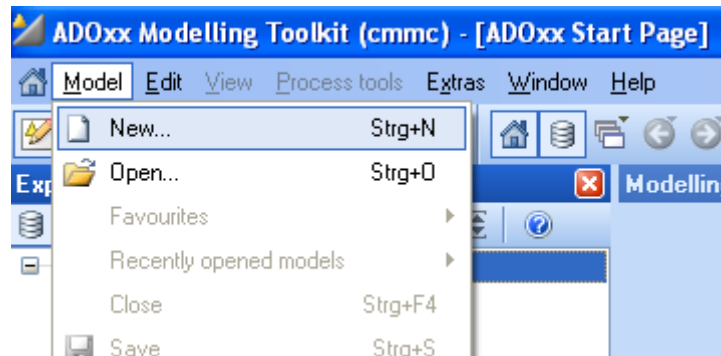 ADOxx Modelling Toolkit (cmmc) - [ADOxx Start Page]
Model Edit View Process tools Extras Window Help
New... Strg+N
Open... Strg+O
Exp
Modellin
Favourites
Recently opened models
Close Strg+F4
Save Strg+S